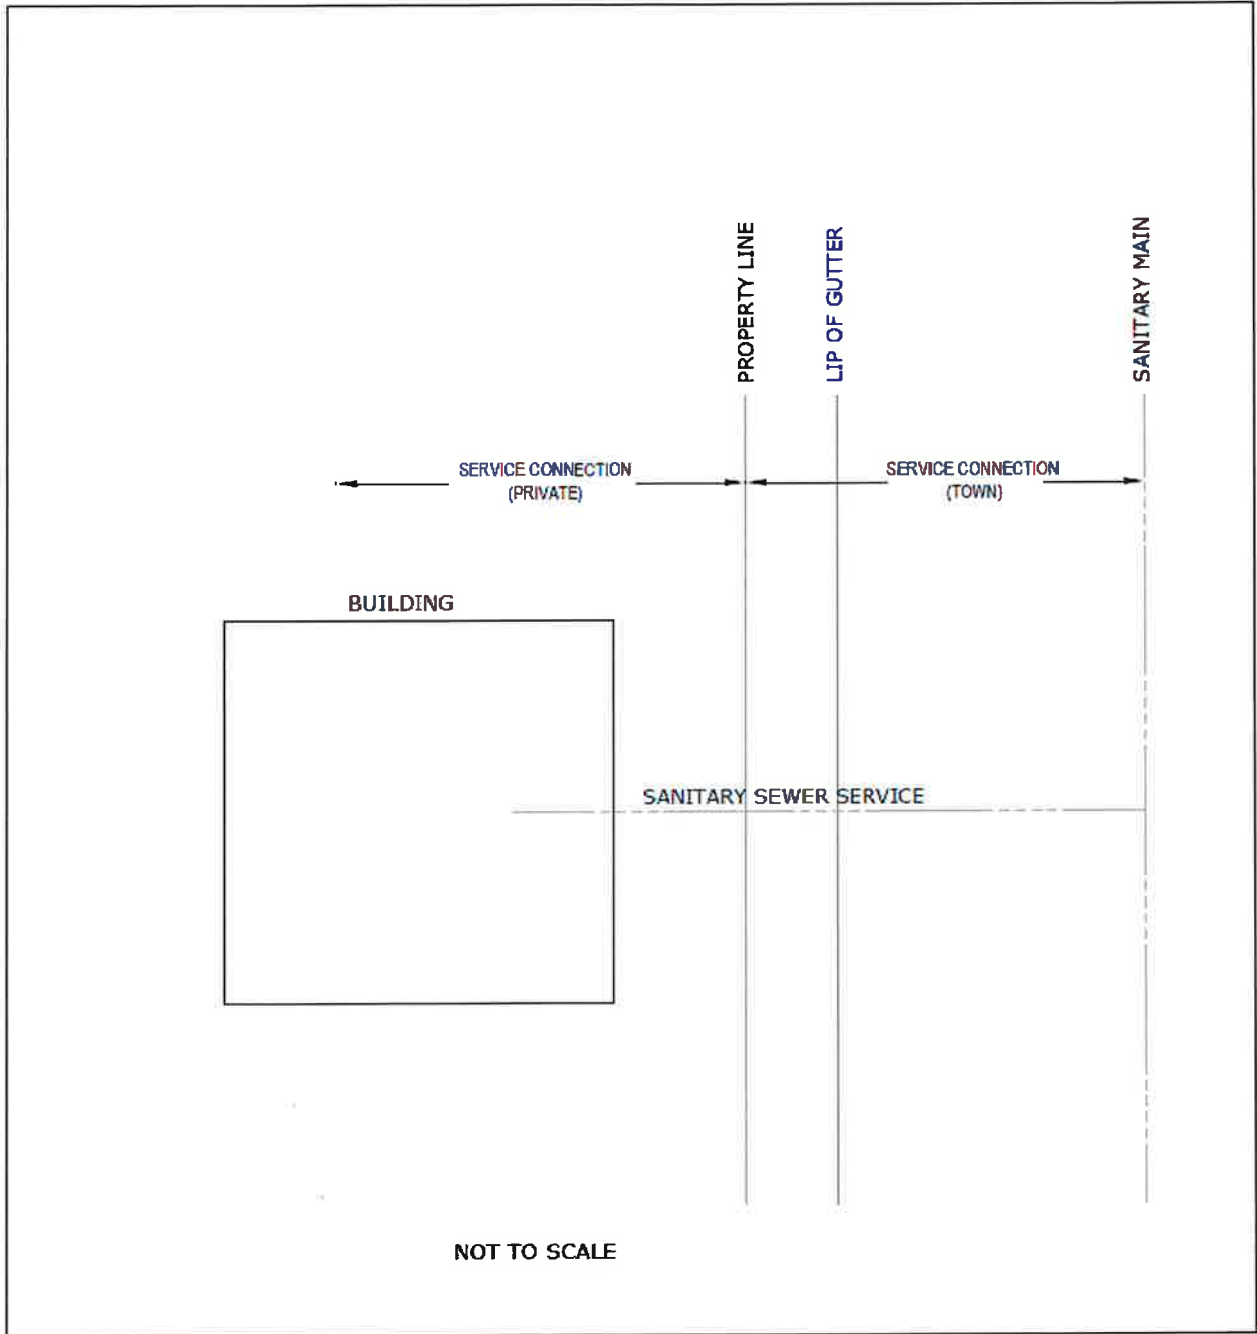 PROPERTY LINE
LIP OF GUTTER
SANITARY MAIN
SERVICE CONNECTION
(PRIVATE)
SERVICE CONNECTION
(TOWN)
BUILDING
SANITARY SEWER SERVICE
NOT TO SCALE